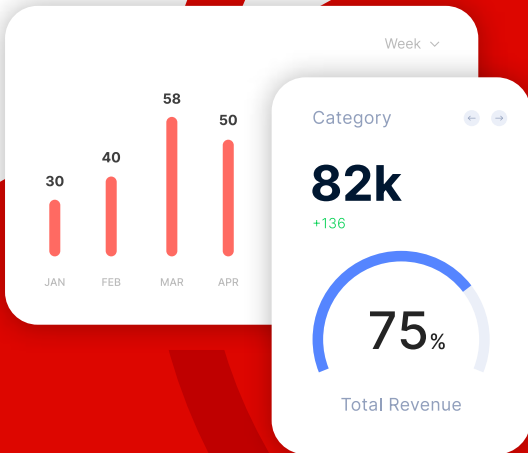 Week
58
50
40
30
JAN FEB MAR APR
Category
82k
+136
75%
Total Revenue